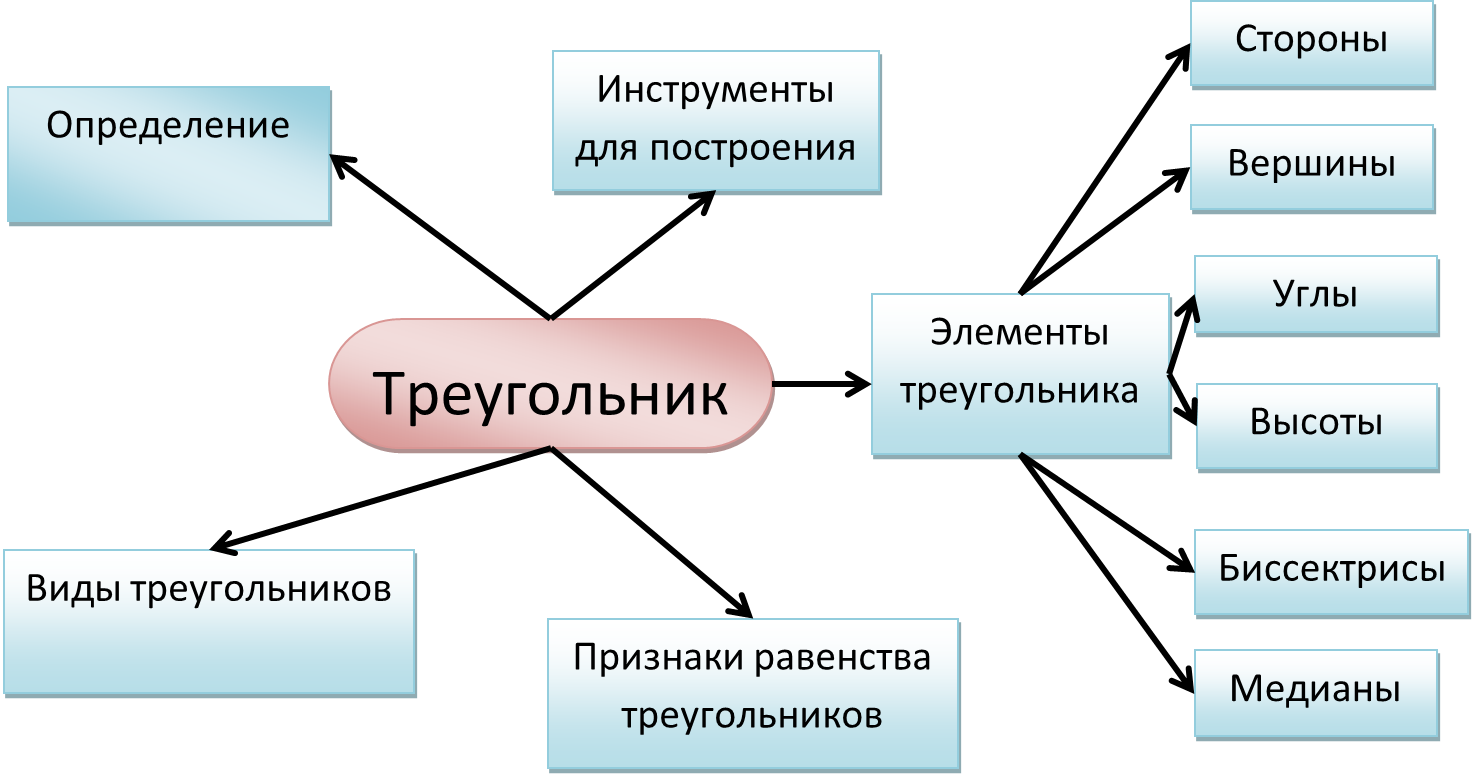 Определение
Инструменты
для построения
Стороны
Вершины
Углы
Элементы
треугольника
Треугольник
Высоты
Виды треугольников
Биссектрисы
Признаки равенства
треугольников
Медианы